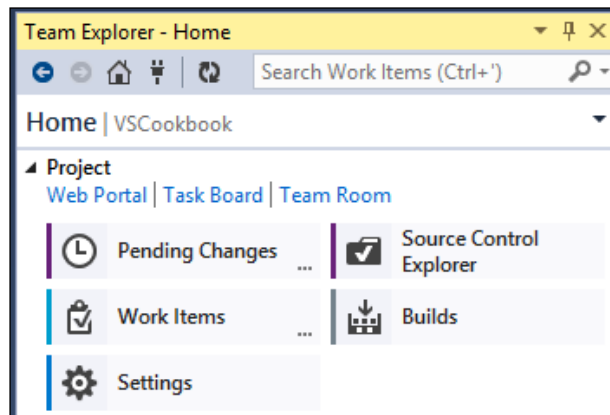 Team Explorer - Home
Search Work Items (Ctrl+')
Home | VSCookbook
Project
Web Portal | Task Board | Team Room
Pending Changes ...
Source Control
Explorer
Work Items ...
Builds
Settings